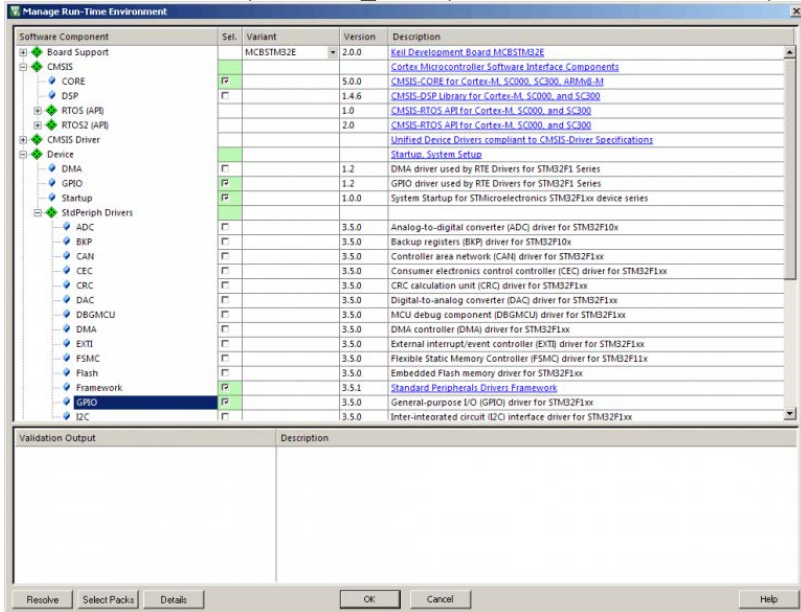 Manage Run-Time Environment
Software Component Sel. Variant Version Description
Board Support MCBSTM32E 2.0.0 Keil Development Board MCBSTM32E
CMSIS Cortex Microcontroller Software Interface Components
CORE 5.0.0 CMSIS-CORE for Cortex-M, SC000, SC300, ARMv8-M
DSP 1.4.6 CMSIS-DSP Library for Cortex-M, SC000, and SC300
RTOS (API) 1.0 CMSIS-RTOS API for Cortex-M, SC000, and SC300
RTOS2 (API) 2.0 CMSIS-RTOS API for Cortex-M, SC000, and SC300
CMSIS Driver Unified Device Drivers compliant to CMSIS-Driver Specifications
Device Startup, System Setup
DMA 1.2 DMA driver used by RTE Drivers for STM32F1 Series
GPIO 1.2 GPIO driver used by RTE Drivers for STM32F1 Series
Startup 1.0.0 System Startup for STMicroelectronics STM32F1xx device series
StdPeriph Drivers
ADC 3.5.0 Analog-to-digital converter (ADC) driver for STM32F10x
BKP 3.5.0 Backup registers (BKP) driver for STM32F10x
CAN 3.5.0 Controller area network (CAN) driver for STM32F1xx
CEC 3.5.0 Consumer electronics control controller (CEC) driver for STM32F1xx
CRC 3.5.0 CRC calculation unit (CRC) driver for STM32F1xx
DAC 3.5.0 Digital-to-analog converter (DAC) driver for STM32F1xx
DBGMCU 3.5.0 MCU debug component (DBGMCU) driver for STM32F1xx
DMA 3.5.0 DMA controller (DMA) driver for STM32F1xx
EXTI 3.5.0 External interrupt/event controller (EXTI) driver for STM32F1xx
FSMC 3.5.0 Flexible Static Memory Controller (FSMC) driver for STM32F11x
Flash 3.5.0 Embedded Flash memory driver for STM32F1xx
Framework 3.5.1 Standard Peripherals Drivers Framework
GPIO 3.5.0 General-purpose I/O (GPIO) driver for STM32F1xx
I2C 3.5.0 Inter-integrated circuit (I2C) interface driver for STM32F1xx
Validation Output Description
Resolve Select Packs Details OK Cancel Help